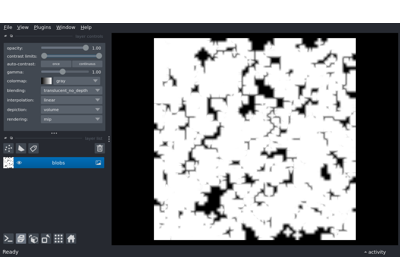 File View Plugins Window Help
opacity: 1.00
contrast limits:
auto-contrast: once continuous
gamma: 1.00
colormap: gray
blending: translucent_no_depth
interpolation: linear
depiction: volume
rendering: mip
blobs
Ready activity